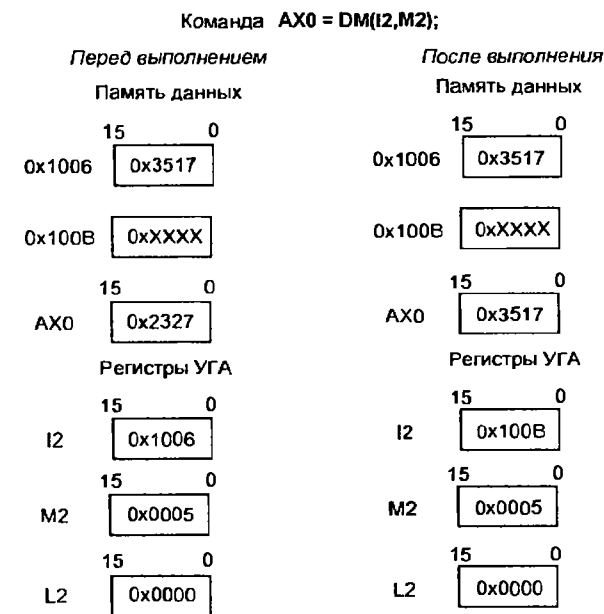 Команда AX0 = DM(I2,M2);
Перед выполнением
После выполнения
Память данных
Память данных
15 0
15 0
0x1006 0x3517
0x1006 0x3517
0x100B 0xXXXX
0x100B 0xXXXX
15 0
15 0
AX0 0x2327
AX0 0x3517
Регистры УГА
Регистры УГА
15 0
15 0
I2 0x1006
I2 0x100B
15 0
15 0
M2 0x0005
M2 0x0005
15 0
15 0
L2 0x0000
L2 0x0000